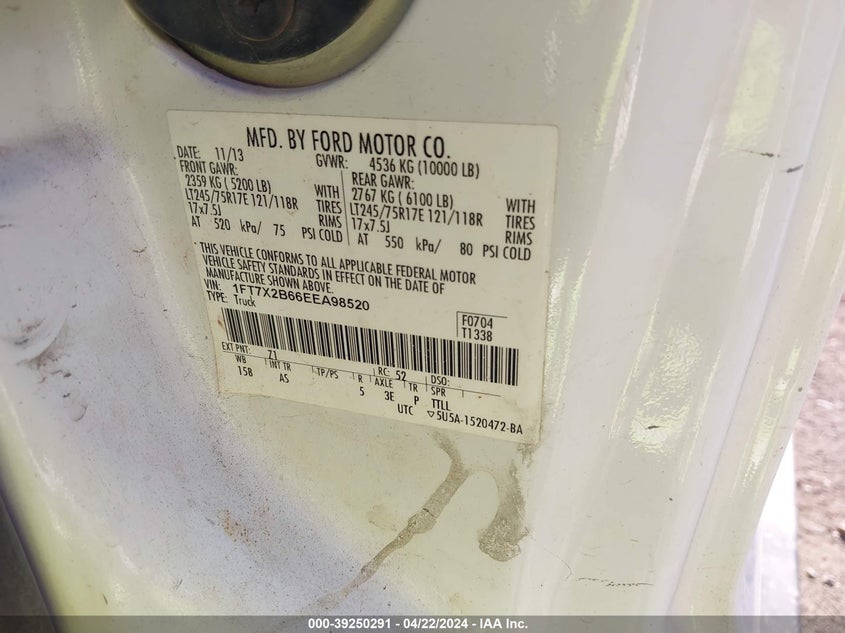 MFD. BY FORD MOTOR CO.
DATE: 11/13 GVWR: 4536 KG (10000 LB)
FRONT GAWR: REAR GAWR:
2359 KG ( 5200 LB) WITH 2767 KG ( 6100 LB) WITH
LT245/75R17E 121/118R TIRES LT245/75R17E 121/118R TIRES
17x7.5J RIMS 17x7.5J RIMS
AT 520 kPa/ 75 PSI COLD AT 550 kPa/ 80 PSI COLD
THIS VEHICLE CONFORMS TO ALL APPLICABLE FEDERAL MOTOR
VEHICLE SAFETY STANDARDS IN EFFECT ON THE DATE OF
MANUFACTURE SHOWN ABOVE.
VIN: 1FT7X2B66EEA98520
TYPE: Truck
F0704
T1338
EXT PNT: Z1 RC: 52 DSO:
WB INT TR TP/PS R AXLE TR SPR
158 AS 5 3E P TTLL
UTC ▽5U5A-1520472-BA
000-39250291 - 04/22/2024 - IAA Inc.